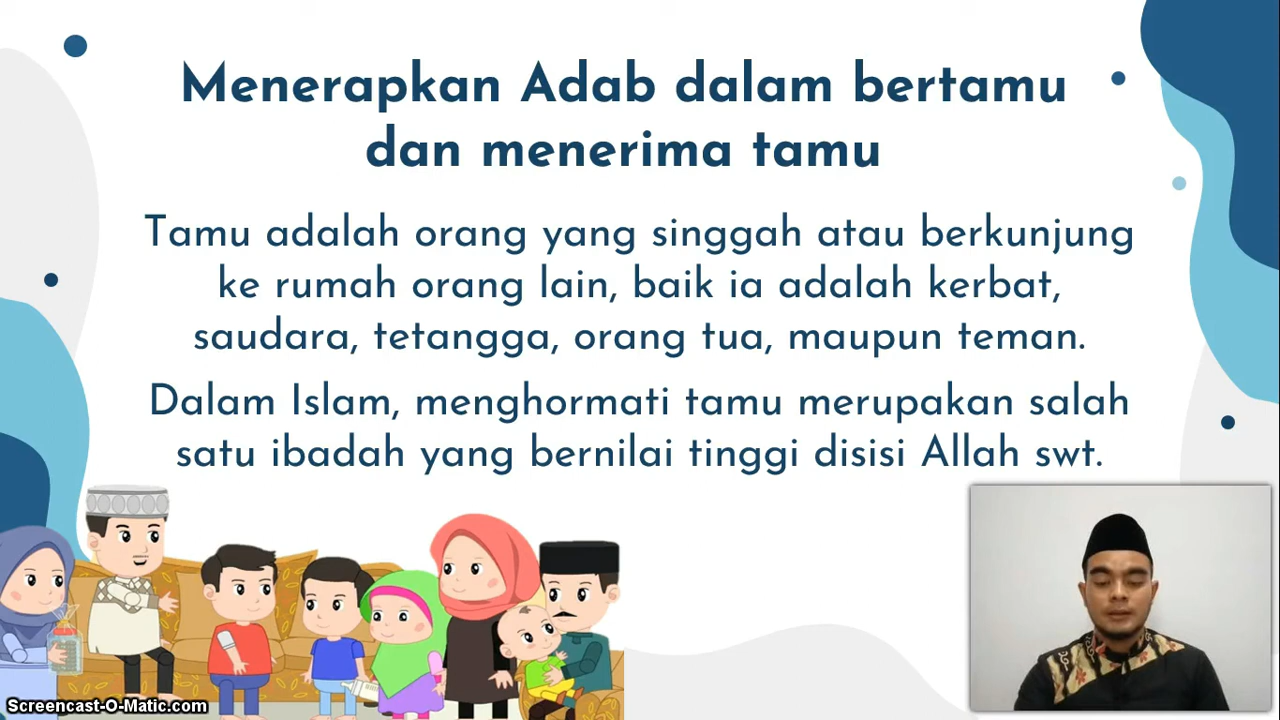 Menerapkan Adab dalam bertamu
dan menerima tamu
Tamu adalah orang yang singgah atau berkunjung
ke rumah orang lain, baik ia adalah kerbat,
saudara, tetangga, orang tua, maupun teman.
Dalam Islam, menghormati tamu merupakan salah
satu ibadah yang bernilai tinggi disisi Allah swt.
Screencast-O-Matic.com